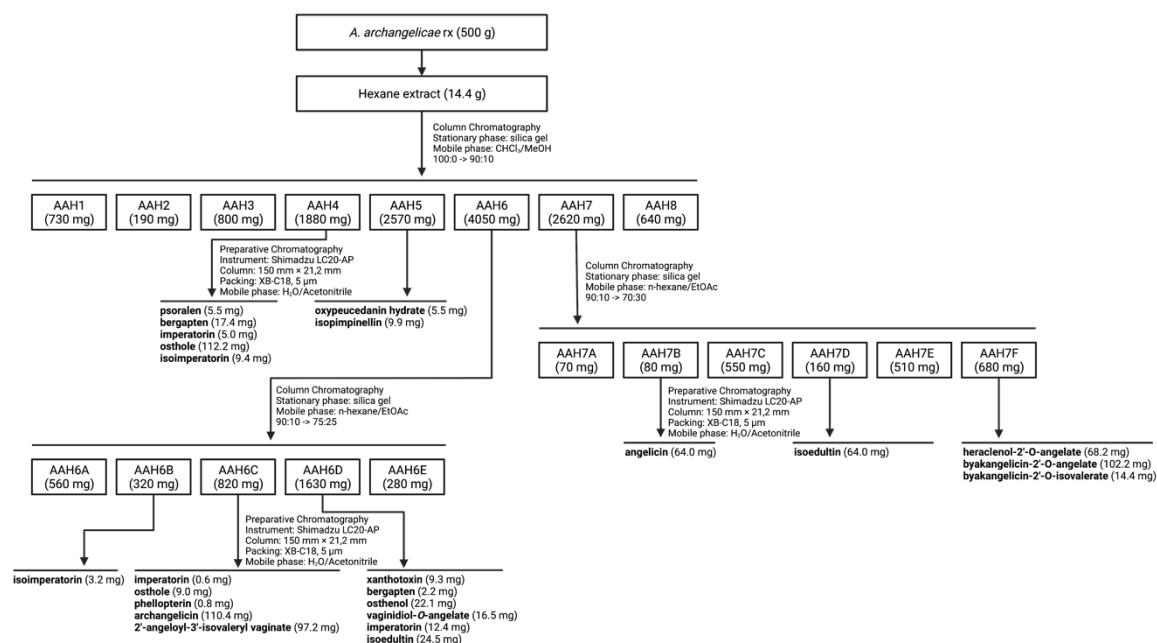 A. archangelicae rx (500 g)
Hexane extract (14.4 g)
Column Chromatography
Stationary phase: silica gel
Mobile phase: CHCl₃/MeOH
100:0 -> 90:10
AAH1
(730 mg)
AAH2
(190 mg)
AAH3
(800 mg)
AAH4
(1880 mg)
AAH5
(2570 mg)
AAH6
(4050 mg)
AAH7
(2620 mg)
AAH8
(640 mg)
Preparative Chromatography
Instrument: Shimadzu LC20-AP
Column: 150 mm × 21,2 mm
Packing: XB-C18, 5 µm
Mobile phase: H₂O/Acetonitrile
psoralen (5.5 mg)
bergapten (17.4 mg)
imperatorin (5.0 mg)
osthole (112.2 mg)
isoimperatorin (9.4 mg)
oxypeucedanin hydrate (5.5 mg)
isopimpinellin (9.9 mg)
Column Chromatography
Stationary phase: silica gel
Mobile phase: n-hexane/EtOAc
90:10 -> 70:30
AAH7A
(70 mg)
AAH7B
(80 mg)
AAH7C
(550 mg)
AAH7D
(160 mg)
AAH7E
(510 mg)
AAH7F
(680 mg)
Preparative Chromatography
Instrument: Shimadzu LC20-AP
Column: 150 mm × 21,2 mm
Packing: XB-C18, 5 µm
Mobile phase: H₂O/Acetonitrile
angelicin (64.0 mg)
isoedultin (64.0 mg)
heraclenol-2'-O-angelate (68.2 mg)
byakangelicin-2'-O-angelate (102.2 mg)
byakangelicin-2'-O-isovalerate (14.4 mg)
Column Chromatography
Stationary phase: silica gel
Mobile phase: n-hexane/EtOAc
90:10 -> 75:25
AAH6A
(560 mg)
AAH6B
(320 mg)
AAH6C
(820 mg)
AAH6D
(1630 mg)
AAH6E
(280 mg)
Preparative Chromatography
Instrument: Shimadzu LC20-AP
Column: 150 mm × 21,2 mm
Packing: XB-C18, 5 µm
Mobile phase: H₂O/Acetonitrile
isoimperatorin (3.2 mg)
imperatorin (0.6 mg)
osthole (9.0 mg)
phellopterin (0.8 mg)
archangelicin (110.4 mg)
2'-angeloyl-3'-isovaleryl vaginate (97.2 mg)
xanthotoxin (9.3 mg)
bergapten (2.2 mg)
osthenol (22.1 mg)
vaginidiol-O-angelate (16.5 mg)
imperatorin (12.4 mg)
isoedultin (24.5 mg)